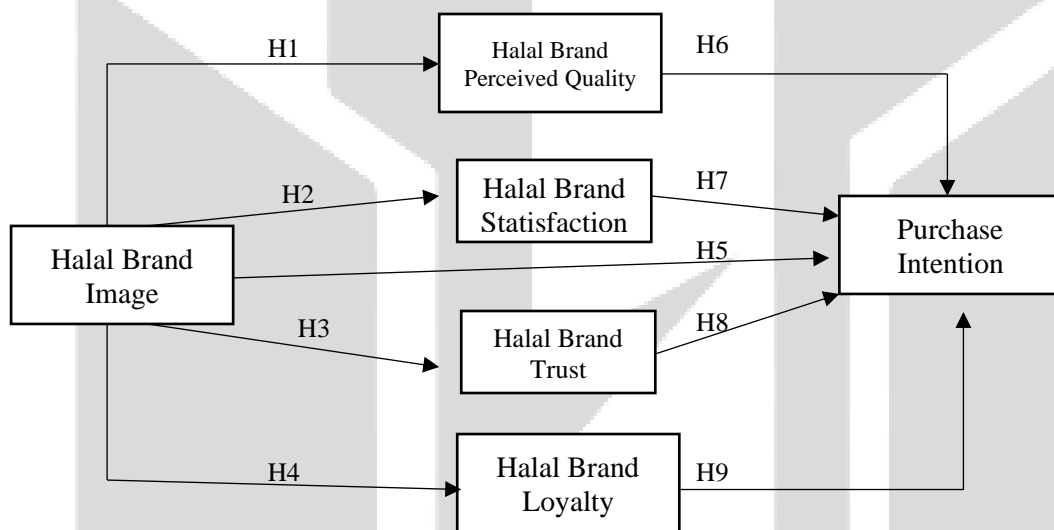 H1
Halal Brand
Perceived Quality
H6
H2
Halal Brand
Statisfaction
H7
Halal Brand
Image
H5
Purchase
Intention
H3
Halal Brand
Trust
H8
H4
Halal Brand
Loyalty
H9